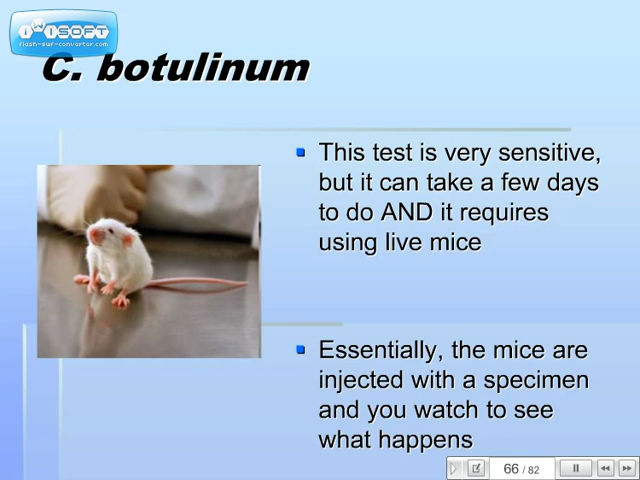 iWiSOFT
flash-swf-converter.com
C. botulinum
This test is very sensitive,
but it can take a few days
to do AND it requires
using live mice
Essentially, the mice are
injected with a specimen
and you watch to see
what happens
66 / 82